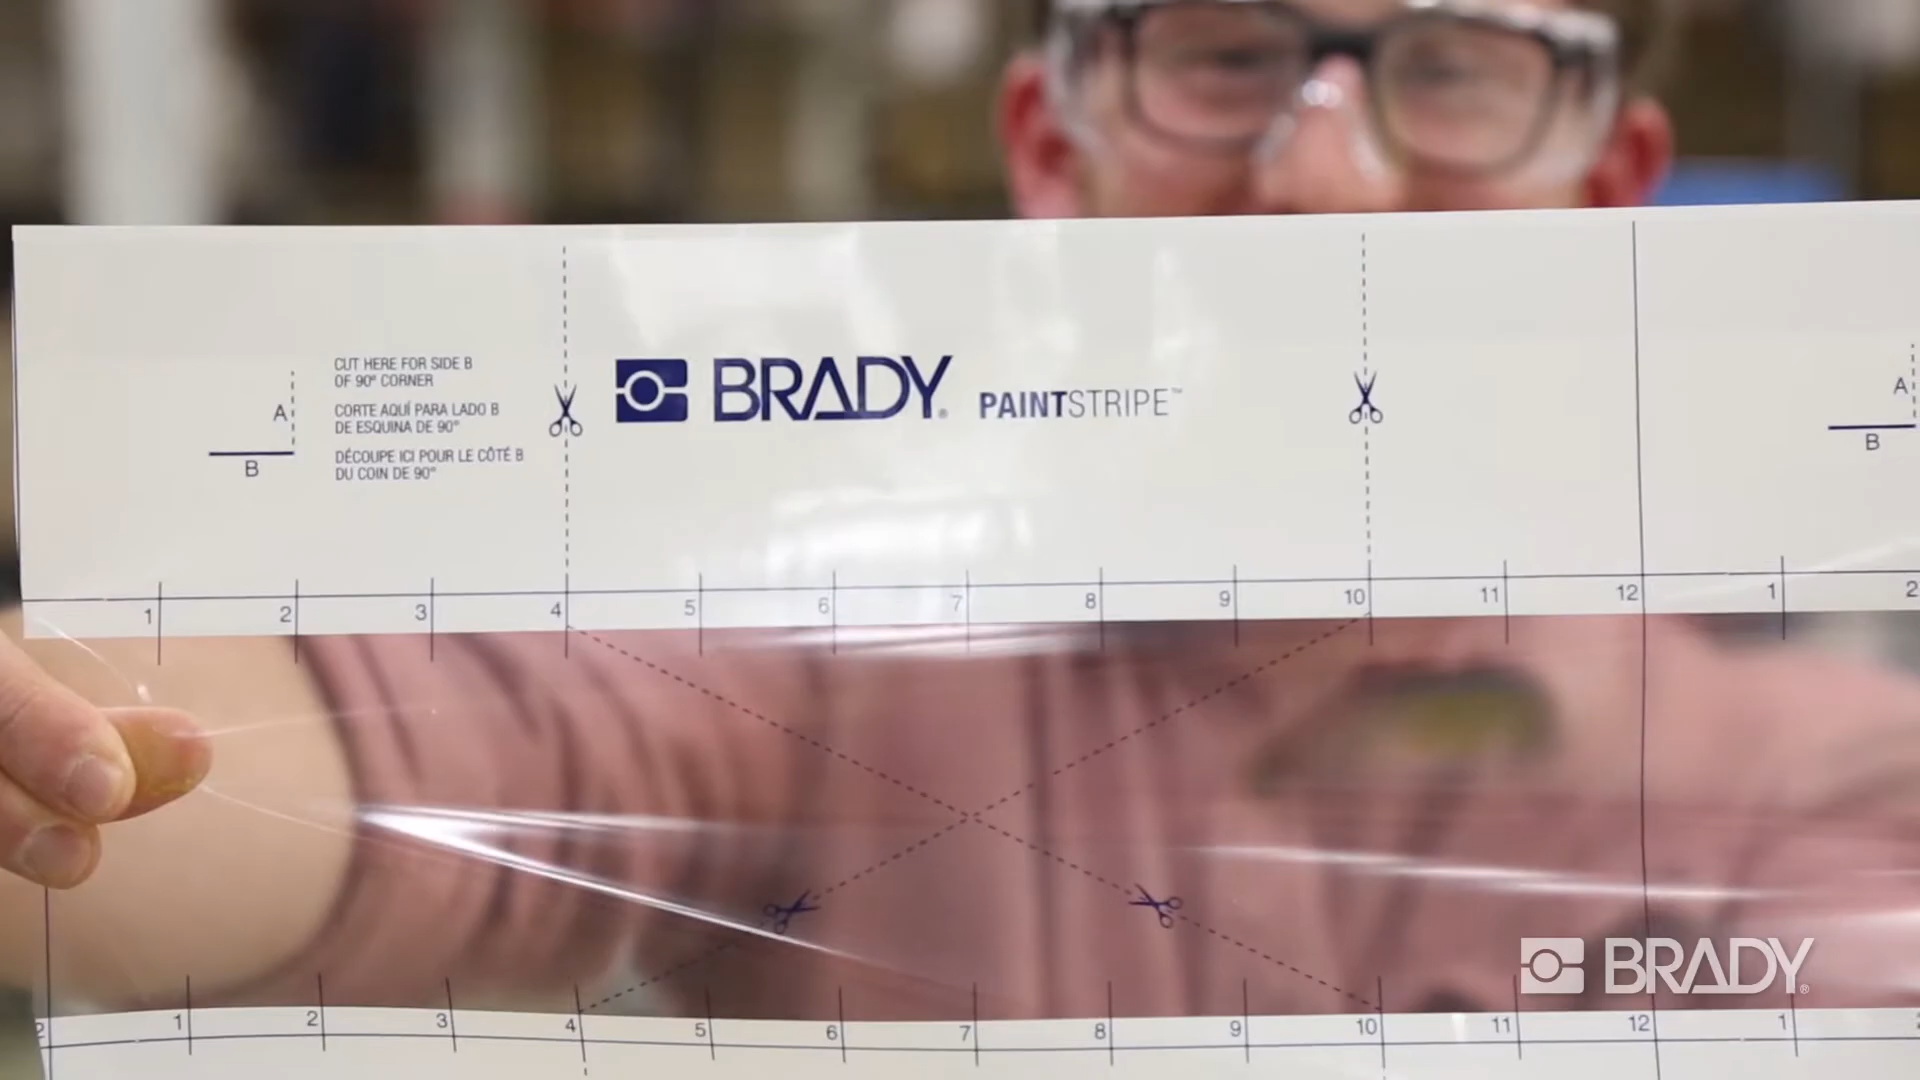 CUT HERE FOR SIDE B
OF 90° CORNER
CORTE AQUÍ PARA LADO B
DE ESQUINA DE 90°
DÉCOUPE ICI POUR LE CÔTÉ B
DU COIN DE 90°
A
B
BRADY® PAINTSTRIPE™
A
B
1 2 3 4 5 6 7 8 9 10 11 12 1 2
2 1 2 3 4 5 6 7 8 9 10 11 12 1
BRADY®